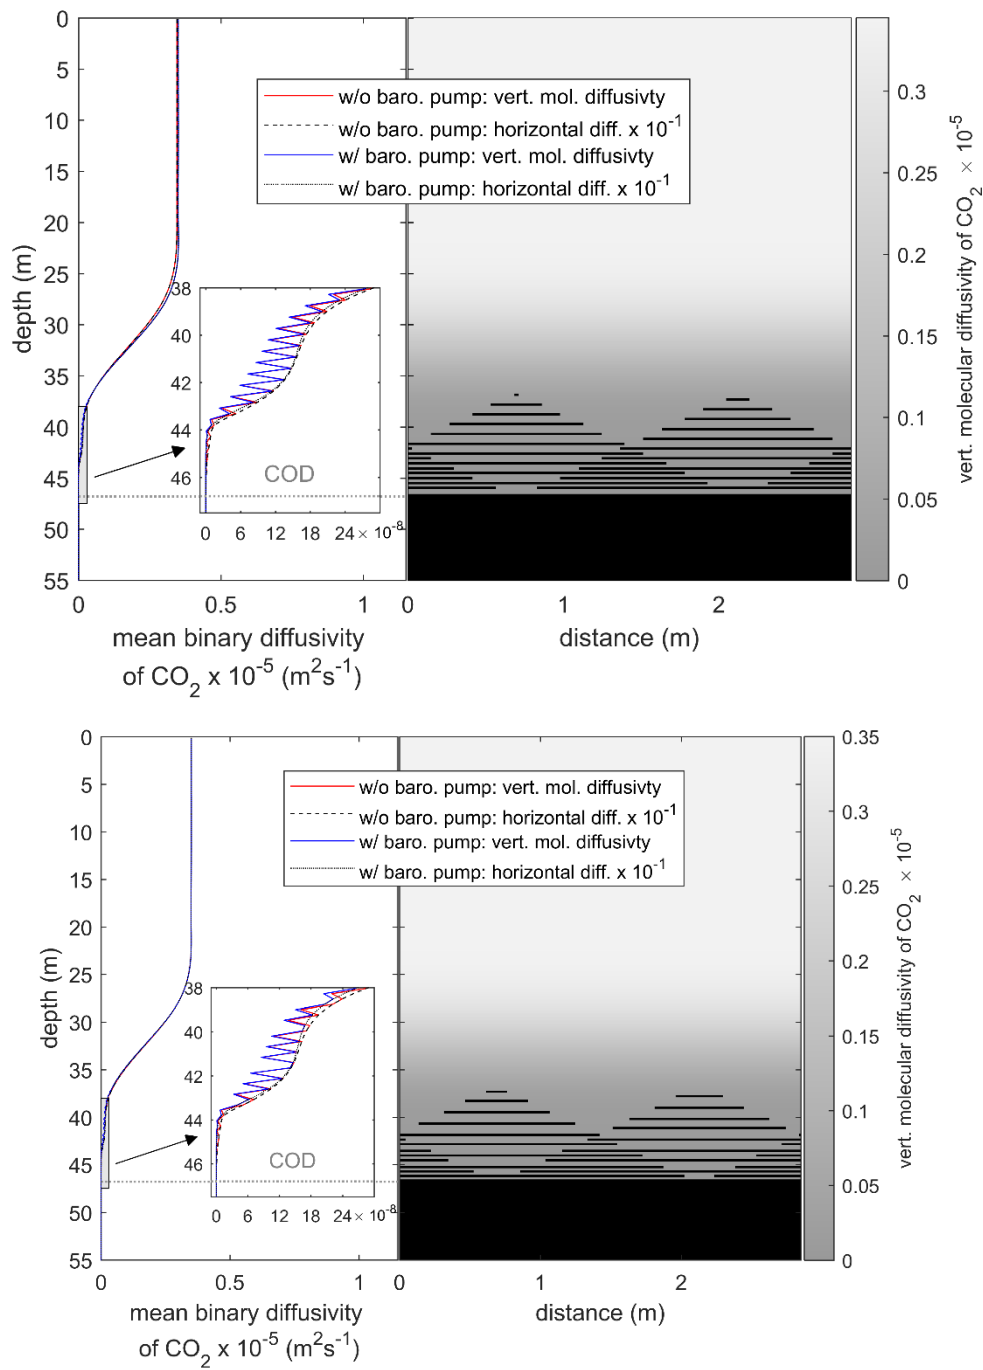 0
5
10
15
20
25
30
35
40
45
50
55
depth (m)
w/o baro. pump: vert. mol. diffusivty
w/o baro. pump: horizontal diff. x 10-1
w/ baro. pump: vert. mol. diffusivty
w/ baro. pump: horizontal diff. x 10-1
38
40
42
44
46
COD
0 6 12 18 24 × 10-8
0 0.5 1
mean binary diffusivity
of CO2 x 10-5 (m2s-1)
0 1 2
distance (m)
0.3
0.25
0.2
0.15
0.1
0.05
0
vert. molecular diffusivity of CO2 × 10-5
0
5
10
15
20
25
30
35
40
45
50
55
depth (m)
w/o baro. pump: vert. mol. diffusivty
w/o baro. pump: horizontal diff. x 10-1
w/ baro. pump: vert. mol. diffusivty
w/ baro. pump: horizontal diff. x 10-1
38
40
42
44
46
COD
0 6 12 18 24 × 10-8
0 0.5 1
mean binary diffusivity
of CO2 x 10-5 (m2s-1)
0 1 2
distance (m)
0.35
0.3
0.25
0.2
0.15
0.1
0.05
0
vert. molecular diffusivity of CO2 × 10-5